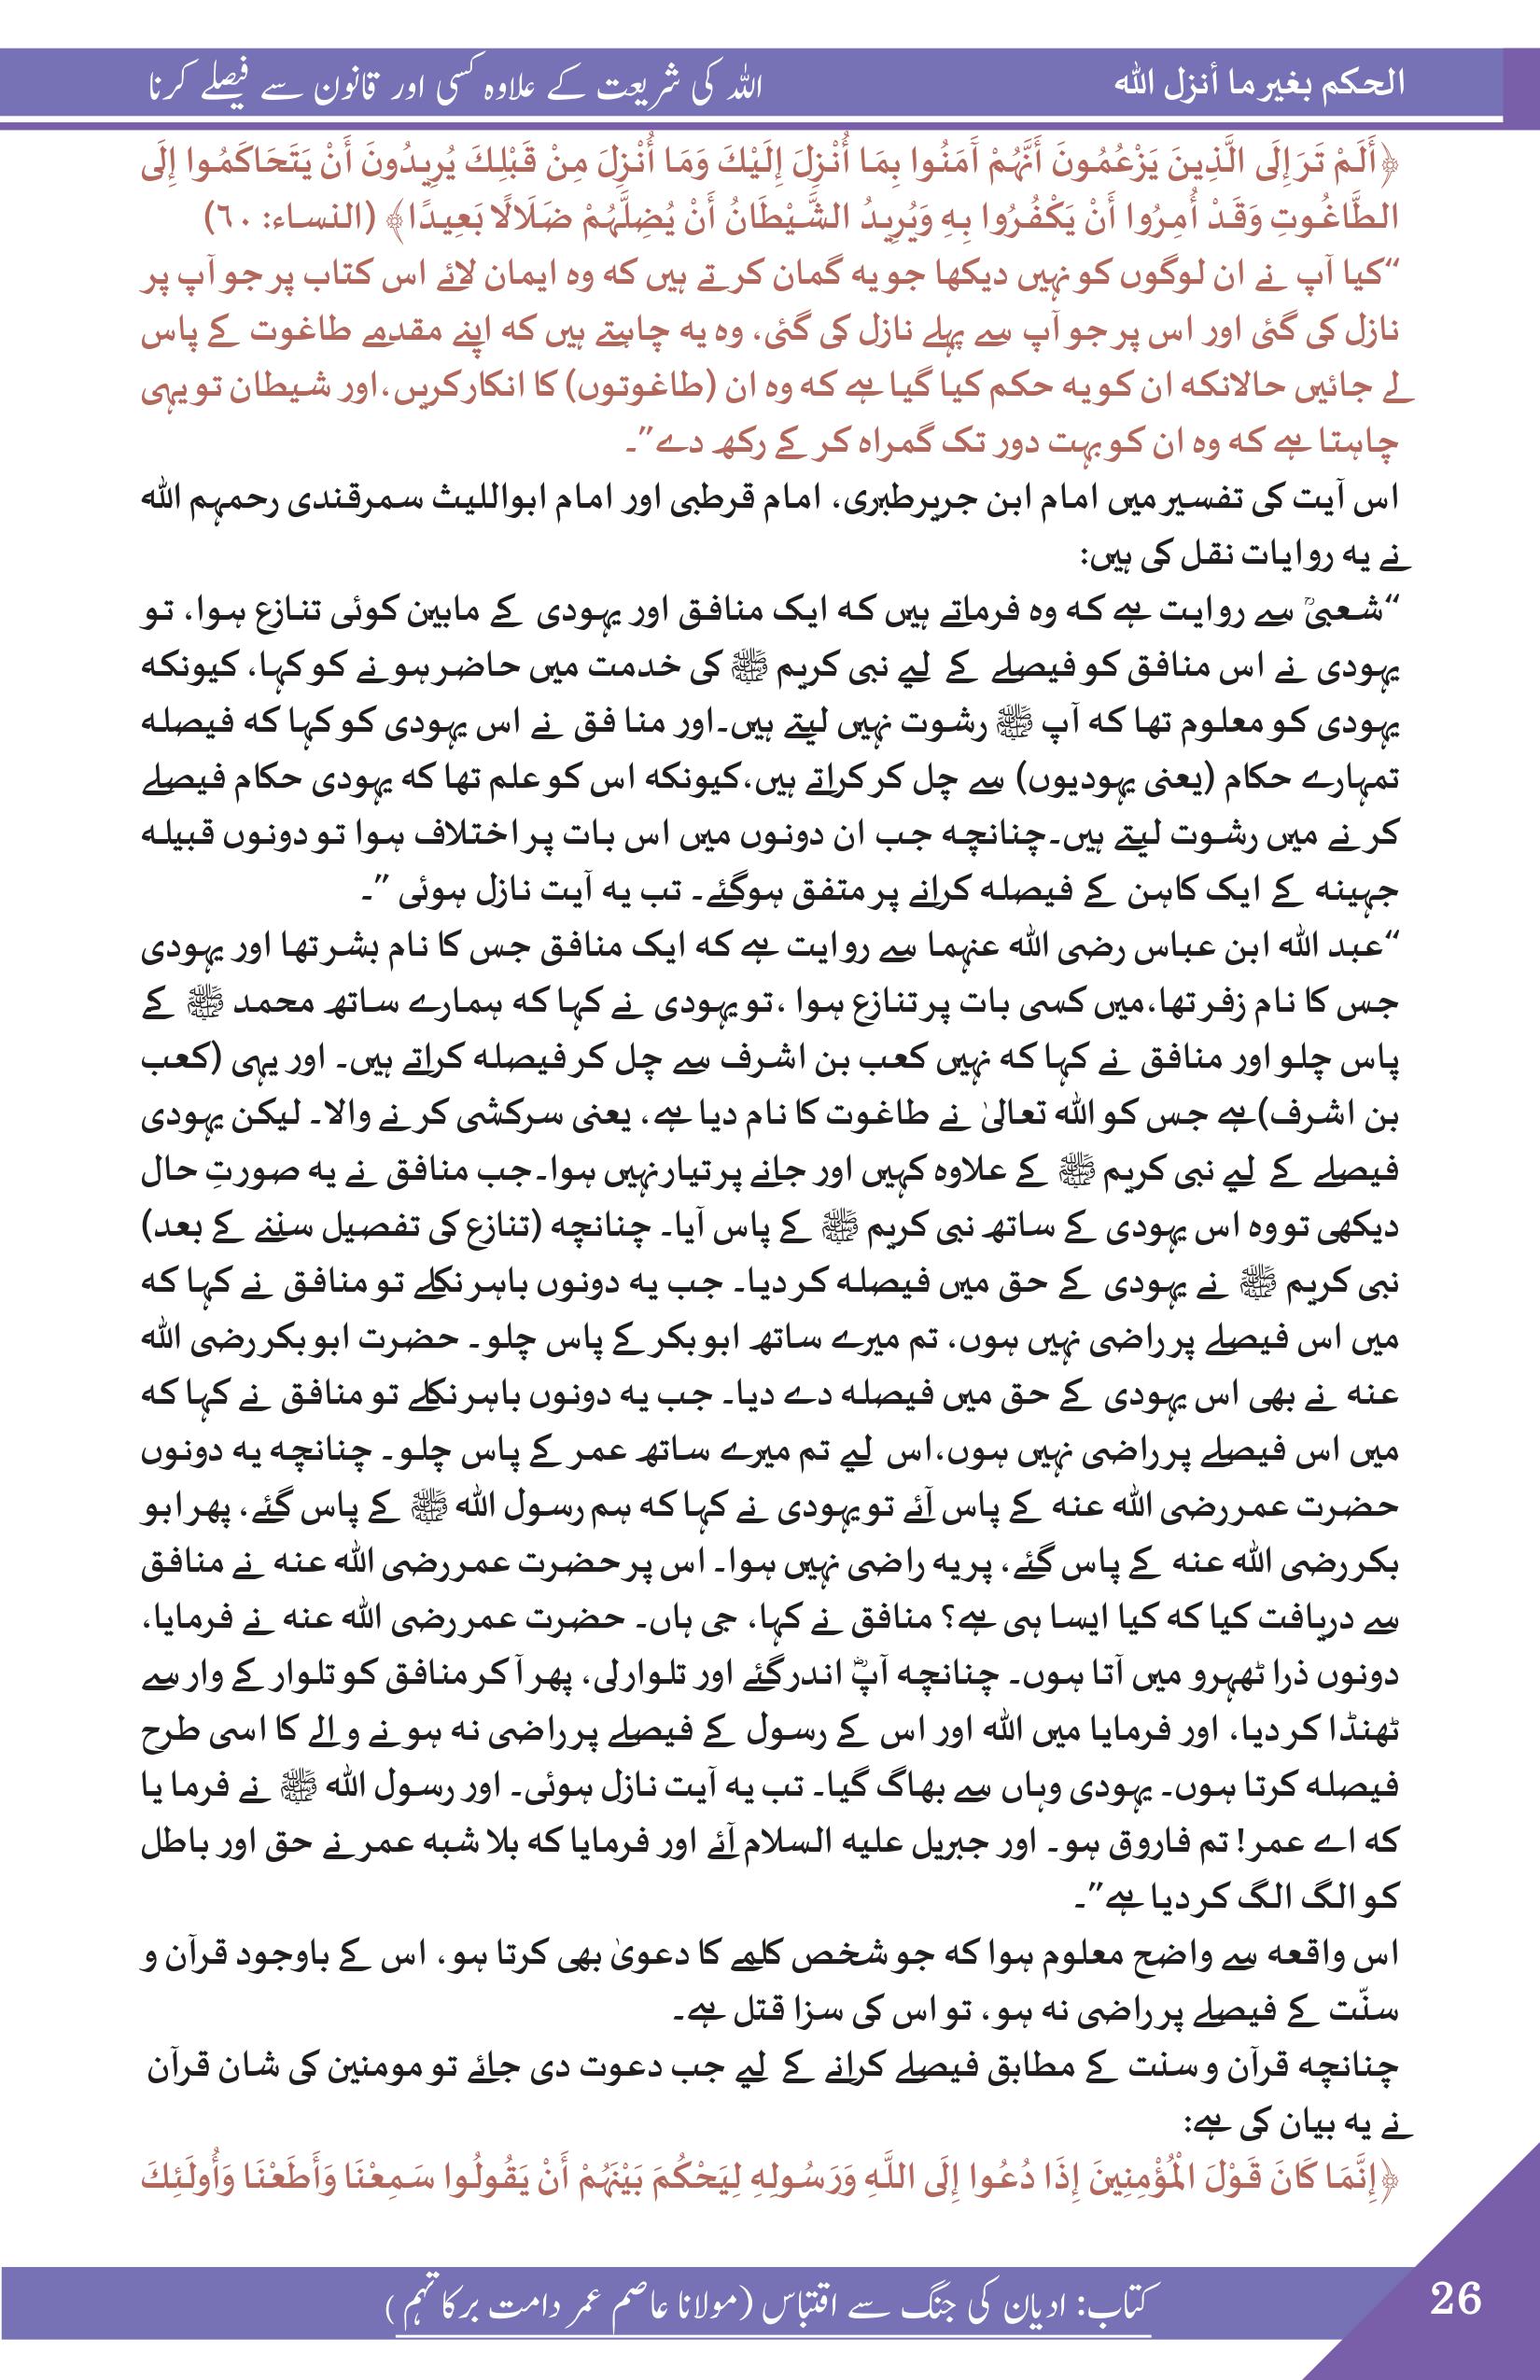 الحكم بغير ما أنزل الله
اللہ کی شریعت کے علاوہ کسی اور قانون سے فیصلے کرنا
﴿أَلَمْ تَرَ إِلَى الَّذِينَ يَزْعُمُونَ أَنَّهُمْ آمَنُوا بِمَا أُنْزِلَ إِلَيْكَ وَمَا أُنْزِلَ مِنْ قَبْلِكَ يُرِيدُونَ أَنْ يَتَحَاكَمُوا إِلَى
الطَّاغُوتِ وَقَدْ أُمِرُوا أَنْ يَكْفُرُوا بِهِ وَيُرِيدُ الشَّيْطَانُ أَنْ يُضِلَّهُمْ ضَلَالًا بَعِيدًا﴾ (النساء: ٦٠)
“کیا آپ نے ان لوگوں کو نہیں دیکھا جو یہ گمان کرتے ہیں کہ وہ ایمان لائے اس کتاب پر جو آپ پر
نازل کی گئی اور اس پر جو آپ سے پہلے نازل کی گئی، وہ یہ چاہتے ہیں کہ اپنے مقدمے طاغوت کے پاس
لے جائیں حالانکہ ان کو یہ حکم کیا گیا ہے کہ وہ ان (طاغوتوں) کا انکار کریں،اور شیطان تو یہی
چاہتا ہے کہ وہ ان کو بہت دور تک گمراہ کر کے رکھ دے”۔
اس آیت کی تفسیر میں امام ابن جریرطبری، امام قرطبی اور امام ابواللیث سمرقندی رحمہم اللہ
نے یہ روایات نقل کی ہیں:
“شعبیؒ سے روایت ہے کہ وہ فرماتے ہیں کہ ایک منافق اور یہودی کے مابین کوئی تنازع ہوا، تو
یہودی نے اس منافق کو فیصلے کے لیے نبی کریم ﷺ کی خدمت میں حاضر ہونے کو کہا، کیونکہ
یہودی کو معلوم تھا کہ آپ ﷺ رشوت نہیں لیتے ہیں۔اور منا فق نے اس یہودی کو کہا کہ فیصلہ
تمہارے حکام (یعنی یہودیوں) سے چل کر کراتے ہیں،کیونکہ اس کو علم تھا کہ یہودی حکام فیصلے
کرنے میں رشوت لیتے ہیں۔چنانچہ جب ان دونوں میں اس بات پر اختلاف ہوا تو دونوں قبیلہ
جہینہ کے ایک کاہن کے فیصلہ کرانے پر متفق ہوگئے۔ تب یہ آیت نازل ہوئی ”۔
“عبد اللہ ابن عباس رضی اللہ عنہما سے روایت ہے کہ ایک منافق جس کا نام بشر تھا اور یہودی
جس کا نام زفر تھا،میں کسی بات پر تنازع ہوا ،تو یہودی نے کہا کہ ہمارے ساتھ محمد ﷺ کے
پاس چلو اور منافق نے کہا کہ نہیں کعب بن اشرف سے چل کر فیصلہ کراتے ہیں۔ اور یہی (کعب
بن اشرف)ہے جس کو اللہ تعالیٰ نے طاغوت کا نام دیا ہے، یعنی سرکشی کرنے والا۔ لیکن یہودی
فیصلے کے لیے نبی کریم ﷺ کے علاوہ کہیں اور جانے پر تیار نہیں ہوا۔جب منافق نے یہ صورتِ حال
دیکھی تو وہ اس یہودی کے ساتھ نبی کریم ﷺ کے پاس آیا۔ چنانچہ (تنازع کی تفصیل سننے کے بعد)
نبی کریم ﷺ نے یہودی کے حق میں فیصلہ کر دیا۔ جب یہ دونوں باہر نکلے تو منافق نے کہا کہ
میں اس فیصلے پر راضی نہیں ہوں، تم میرے ساتھ ابو بکر کے پاس چلو۔ حضرت ابو بکر رضی اللہ
عنہ نے بھی اس یہودی کے حق میں فیصلہ دے دیا۔ جب یہ دونوں باہر نکلے تو منافق نے کہا کہ
میں اس فیصلے پر راضی نہیں ہوں،اس لیے تم میرے ساتھ عمر کے پاس چلو۔ چنانچہ یہ دونوں
حضرت عمر رضی اللہ عنہ کے پاس آئے تو یہودی نے کہا کہ ہم رسول اللہ ﷺ کے پاس گئے، پھر ابو
بکر رضی اللہ عنہ کے پاس گئے، پر یہ راضی نہیں ہوا۔ اس پر حضرت عمر رضی اللہ عنہ نے منافق
سے دریافت کیا کہ کیا ایسا ہی ہے؟ منافق نے کہا، جی ہاں۔ حضرت عمر رضی اللہ عنہ نے فرمایا،
دونوں ذرا ٹھہرو میں آتا ہوں۔ چنانچہ آپؓ اندر گئے اور تلوار لی، پھر آ کر منافق کو تلوار کے وار سے
ٹھنڈا کر دیا، اور فرمایا میں اللہ اور اس کے رسول کے فیصلے پر راضی نہ ہونے والے کا اسی طرح
فیصلہ کرتا ہوں۔ یہودی وہاں سے بھاگ گیا۔ تب یہ آیت نازل ہوئی۔ اور رسول اللہ ﷺ نے فرما یا
کہ اے عمر! تم فاروق ہو۔ اور جبریل علیہ السلام آئے اور فرمایا کہ بلا شبہ عمر نے حق اور باطل
کو الگ الگ کر دیا ہے”۔
اس واقعہ سے واضح معلوم ہوا کہ جو شخص کلمے کا دعویٰ بھی کرتا ہو، اس کے باوجود قرآن و
سنّت کے فیصلے پر راضی نہ ہو، تو اس کی سزا قتل ہے۔
چنانچہ قرآن و سنت کے مطابق فیصلے کرانے کے لیے جب دعوت دی جائے تو مومنین کی شان قرآن
نے یہ بیان کی ہے:
﴿إِنَّمَا كَانَ قَوْلَ الْمُؤْمِنِينَ إِذَا دُعُوا إِلَى اللَّهِ وَرَسُولِهِ لِيَحْكُمَ بَيْنَهُمْ أَنْ يَقُولُوا سَمِعْنَا وَأَطَعْنَا وَأُولَئِكَ
کتاب: ادیان کی جنگ سے اقتباس (مولانا عاصم عمر دامت برکاتہم)
26